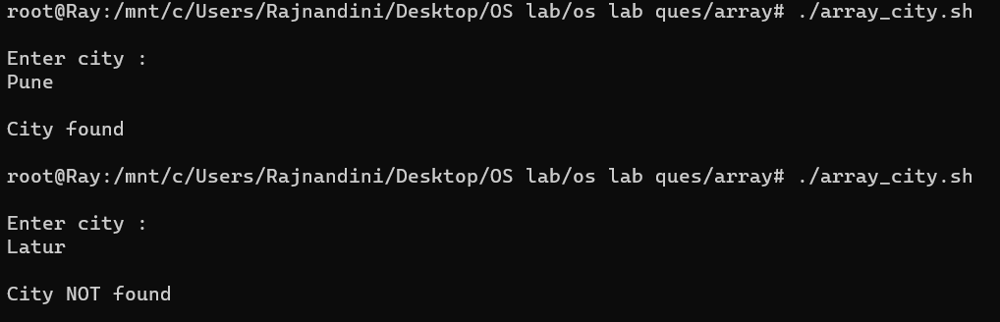 root@Ray:/mnt/c/Users/Rajnandini/Desktop/OS lab/os lab ques/array# ./array_city.sh
Enter city :
Pune
City found
root@Ray:/mnt/c/Users/Rajnandini/Desktop/OS lab/os lab ques/array# ./array_city.sh
Enter city :
Latur
City NOT found